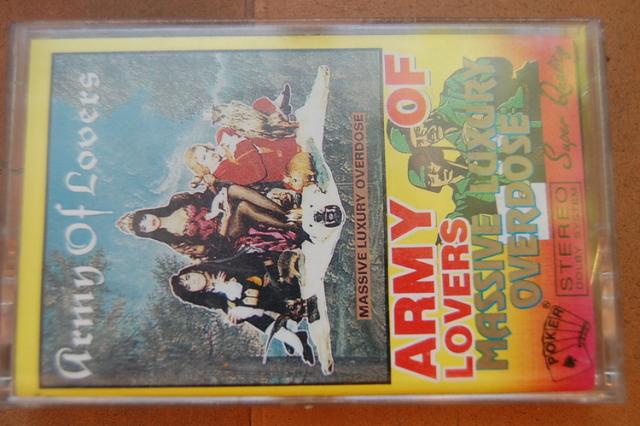 Army Of Lovers
MASSIVE LUXURY OVERDOSE
ARMY OF
LOVERS
MASSIVE LUXURY
OVERDOSE
Super Quality
STEREO
DOLBY SYSTEM
POKER®